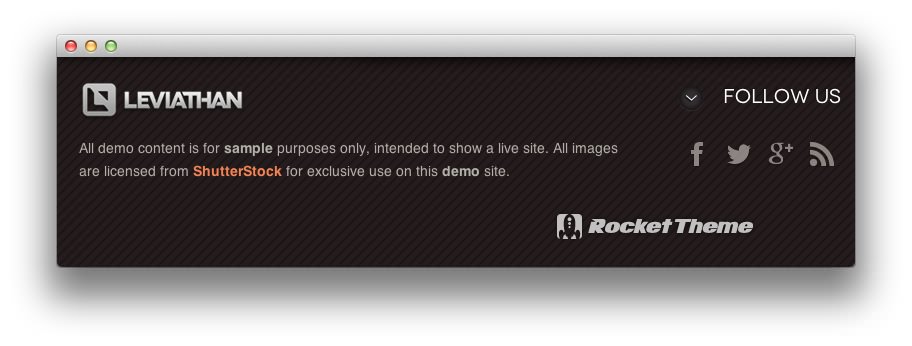 LEVIATHAN
FOLLOW US
All demo content is for sample purposes only, intended to show a live site. All images
are licensed from ShutterStock for exclusive use on this demo site.
RocketTheme